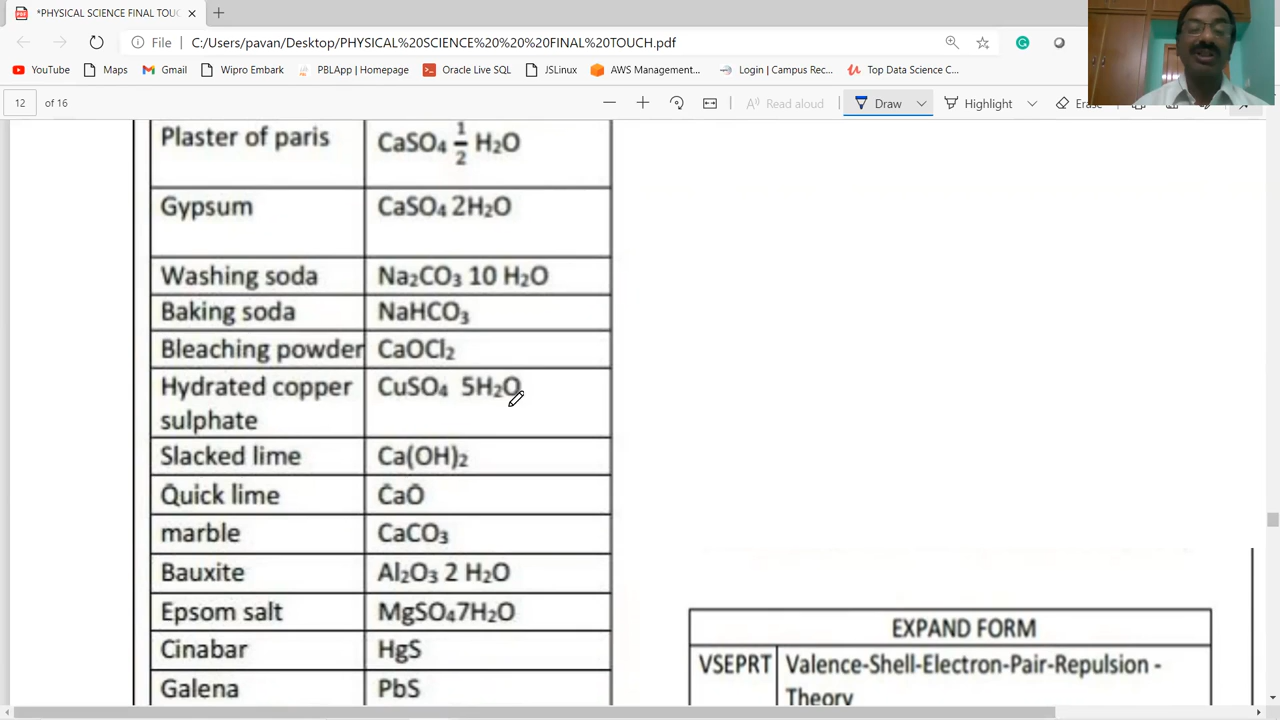 *PHYSICAL SCIENCE FINAL TOUC
File C:/Users/pavan/Desktop/PHYSICAL%20SCIENCE%20%20%20FINAL%20TOUCH.pdf
YouTube Maps Gmail Wipro Embark PBLApp | Homepage Oracle Live SQL JSLinux AWS Management... Login | Campus Rec... Top Data Science C...
12 of 16 Read aloud Draw Highlight Erase
Plaster of paris CaSO₄ ½ H₂O
Gypsum CaSO₄ 2H₂O
Washing soda Na₂CO₃ 10 H₂O
Baking soda NaHCO₃
Bleaching powder CaOCl₂
Hydrated copper CuSO₄ 5H₂O
sulphate
Slacked lime Ca(OH)₂
Quick lime CaO
marble CaCO₃
Bauxite Al₂O₃ 2 H₂O
Epsom salt MgSO₄7H₂O
Cinabar HgS
Galena PbS
EXPAND FORM
VSEPRT Valence-Shell-Electron-Pair-Repulsion -
Theory